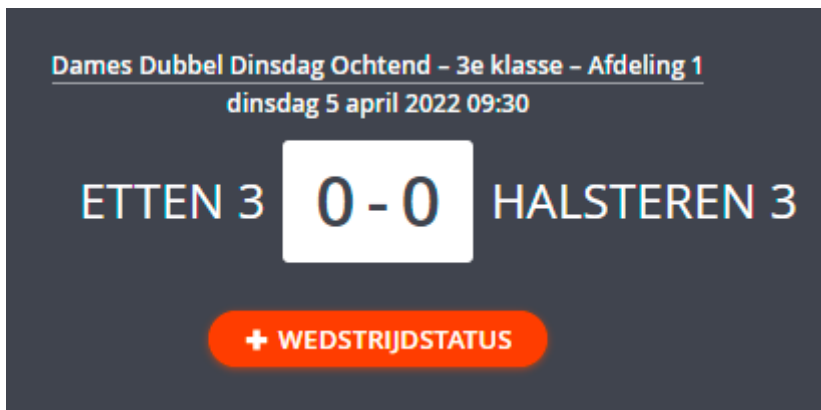 Dames Dubbel Dinsdag Ochtend – 3e klasse – Afdeling 1
dinsdag 5 april 2022 09:30
ETTEN 3 0 - 0 HALSTEREN 3
+ WEDSTRIJDSTATUS